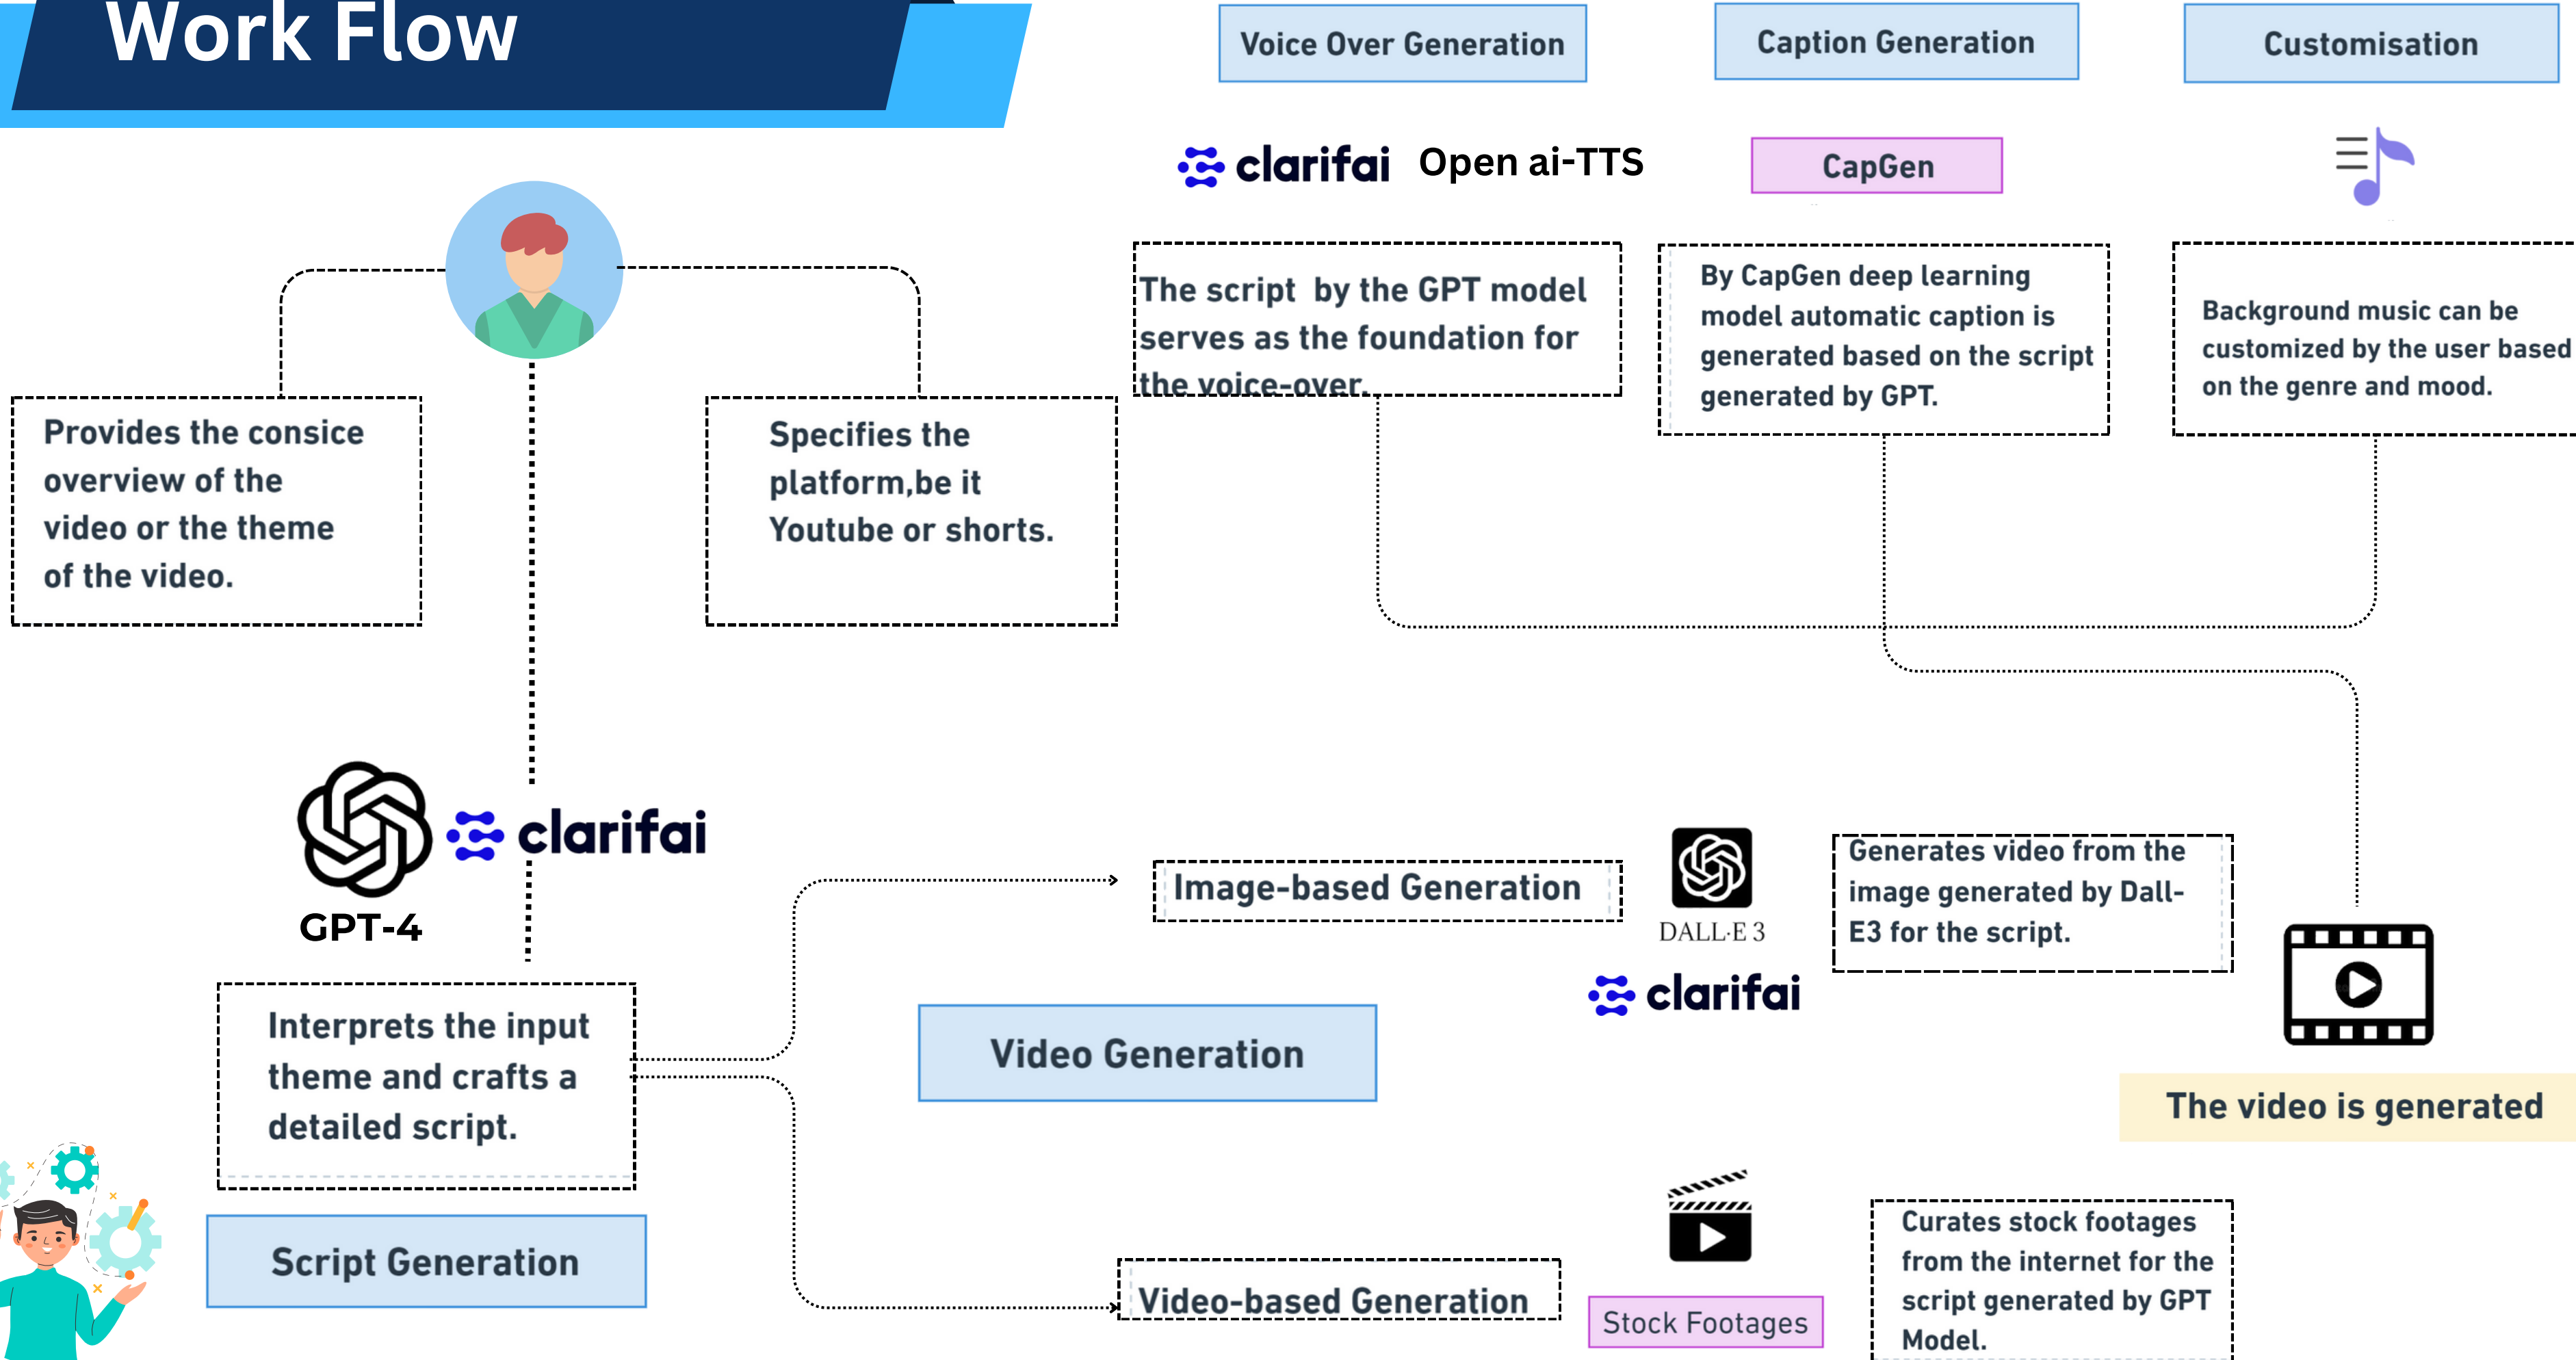 Work Flow
Voice Over Generation
Caption Generation
Customisation
clarifai
Open ai-TTS
CapGen
The script by the GPT model
serves as the foundation for
the voice-over.
By CapGen deep learning
model automatic caption is
generated based on the script
generated by GPT.
Background music can be
customized by the user based
on the genre and mood.
Provides the consice
overview of the
video or the theme
of the video.
Specifies the
platform,be it
Youtube or shorts.
GPT-4
clarifai
Interprets the input
theme and crafts a
detailed script.
Script Generation
Video Generation
Image-based Generation
DALL·E 3
clarifai
Generates video from the
image generated by Dall-
E3 for the script.
The video is generated
Video-based Generation
Stock Footages
Curates stock footages
from the internet for the
script generated by GPT
Model.